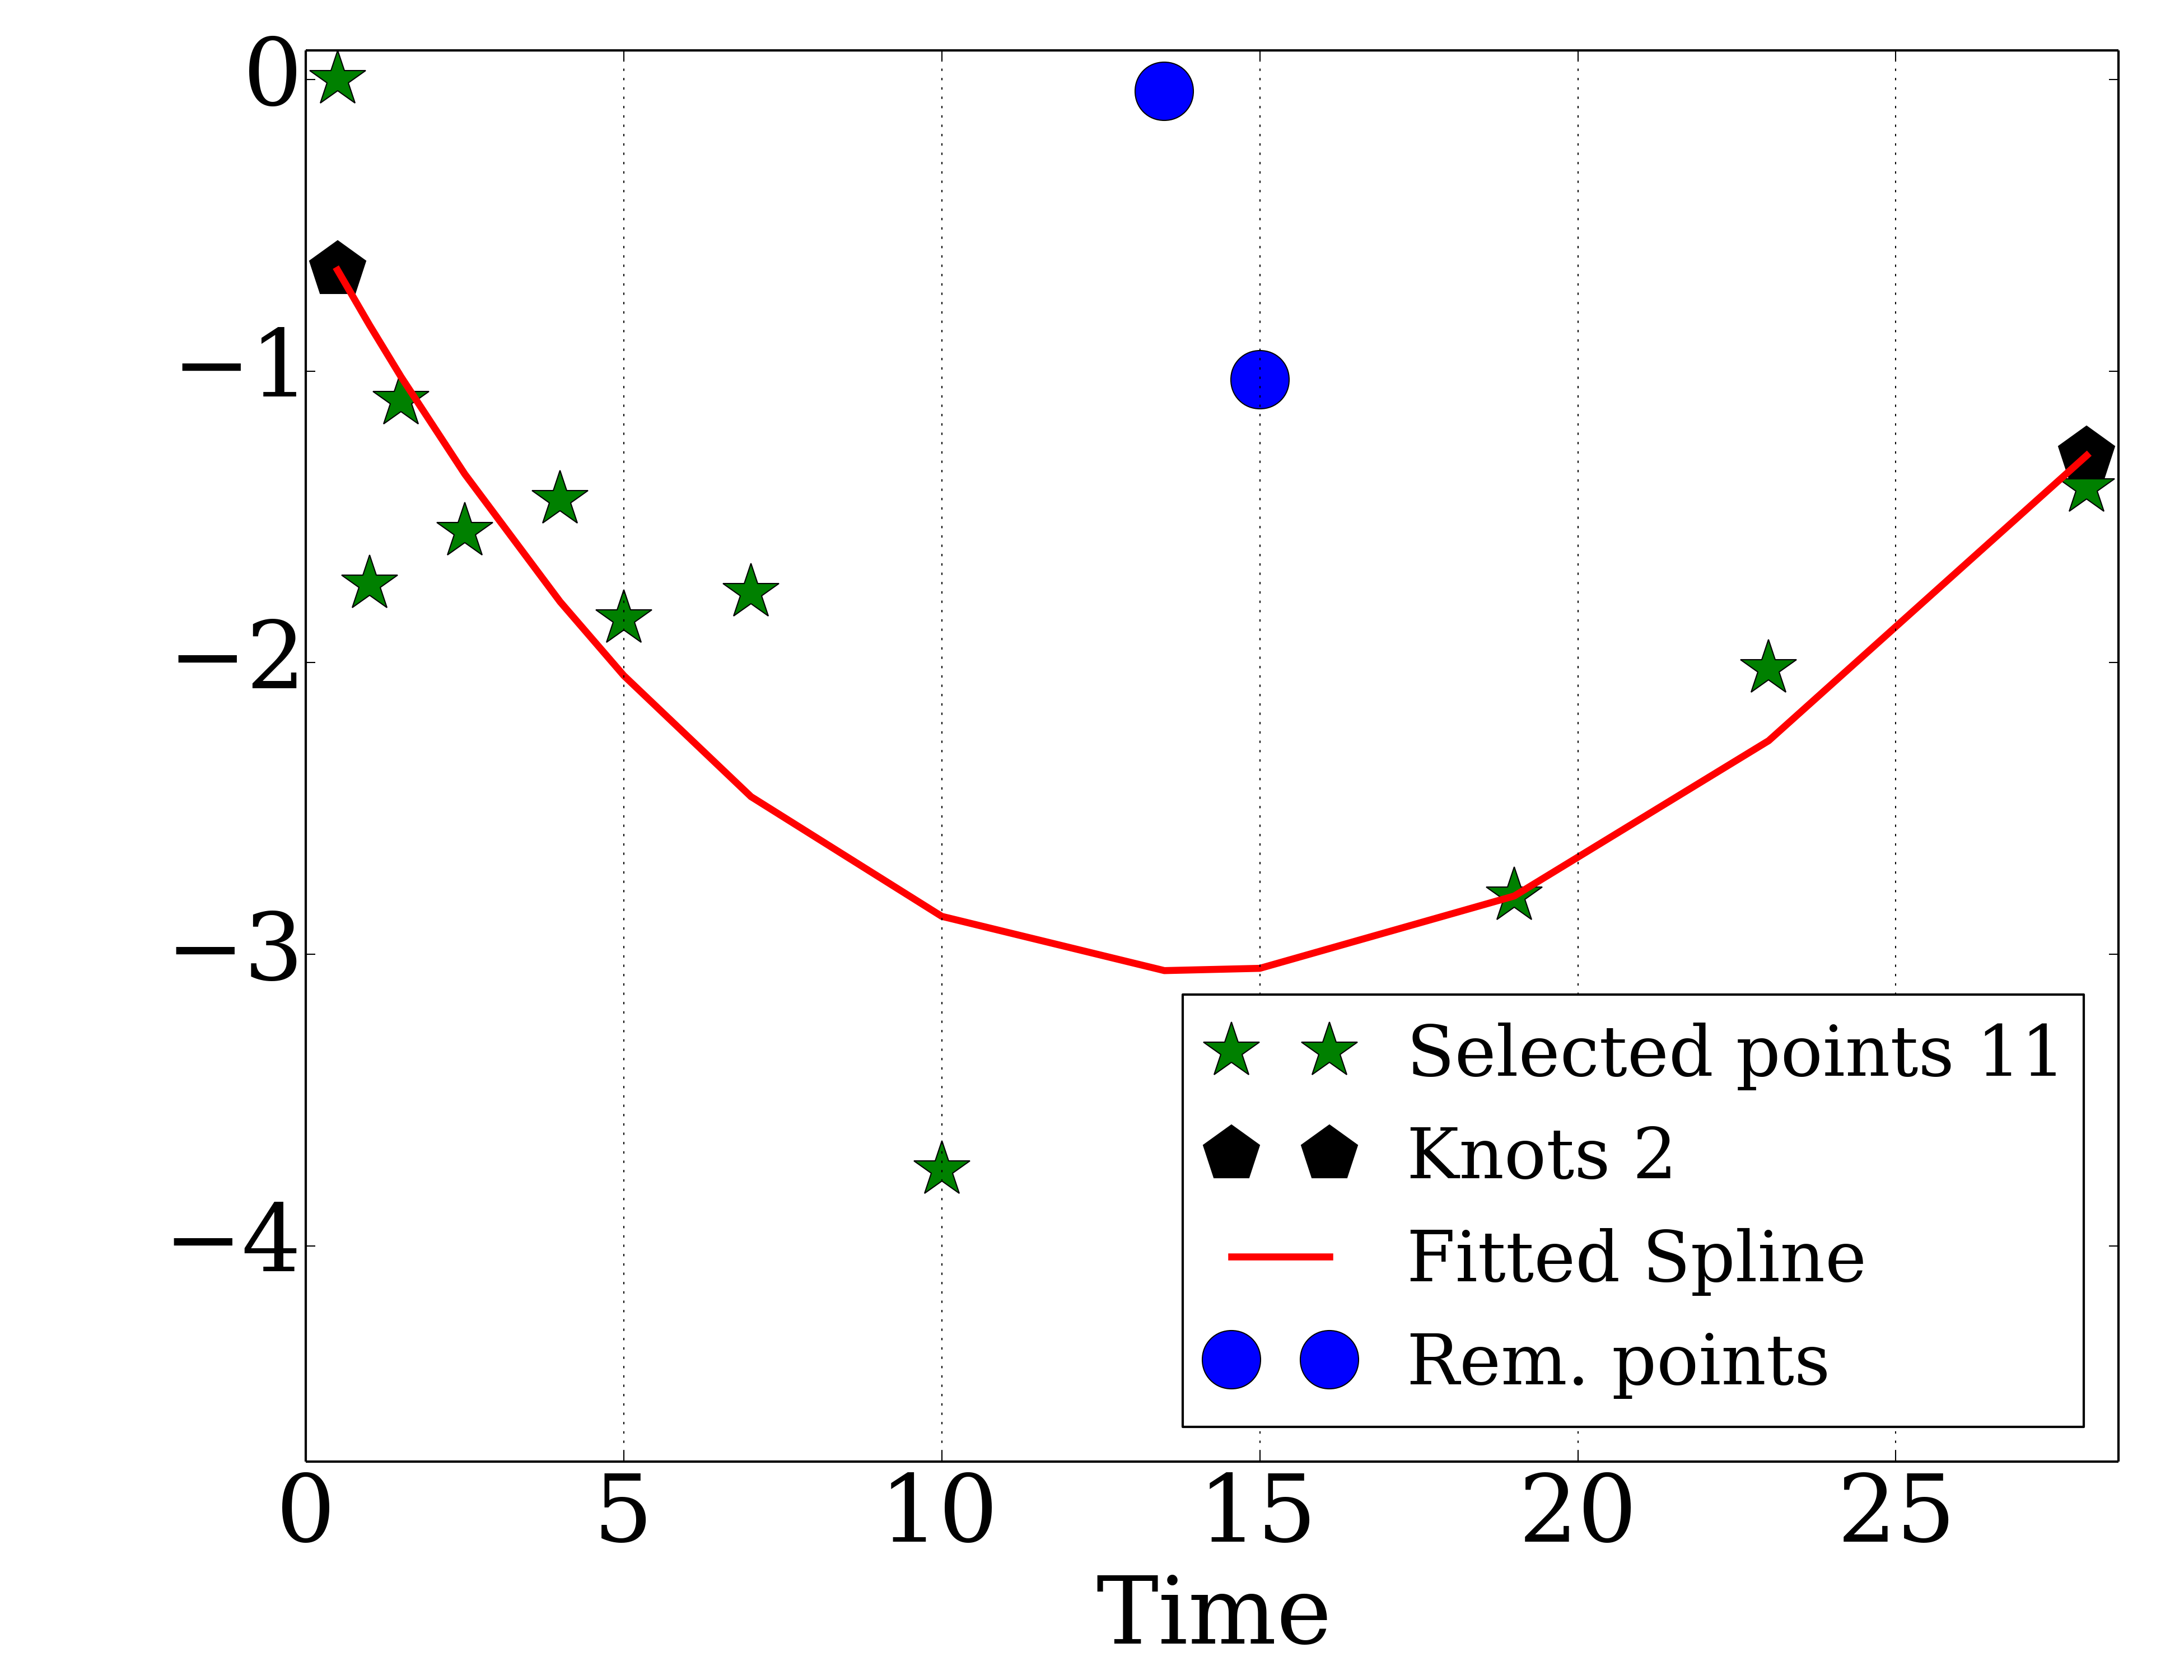 0
−1
−2
−3
−4
0 5 10 15 20 25
Time
Selected points 11
Knots 2
Fitted Spline
Rem. points